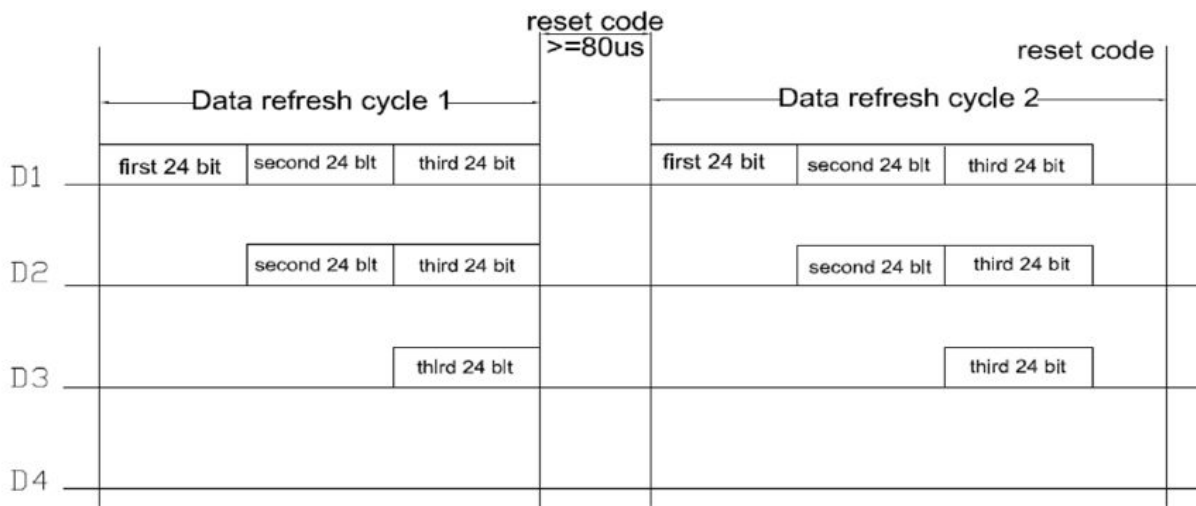 reset code
>=80us
reset code
Data refresh cycle 1
Data refresh cycle 2
D1 first 24 bit second 24 blt third 24 bit first 24 bit second 24 blt third 24 bit
D2 second 24 blt third 24 bit second 24 blt third 24 bit
D3 third 24 bit third 24 bit
D4